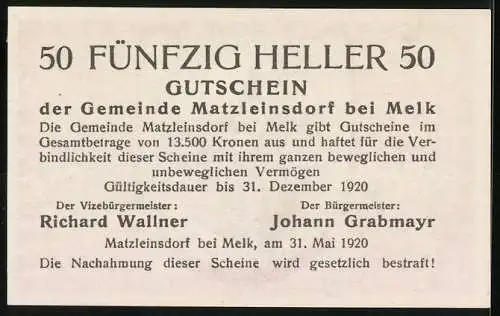 50 FÜNFZIG HELLER 50
GUTSCHEIN
der Gemeinde Matzleinsdorf bei Melk
Die Gemeinde Matzleinsdorf bei Melk gibt Gutscheine im
Gesamtbetrage von 13.500 Kronen aus und haftet für die Ver-
bindlichkeit dieser Scheine mit ihrem ganzen beweglichen und
unbeweglichen Vermögen.
Gültigkeitsdauer bis 31. Dezember 1920
Der Vizebürgermeister: Der Bürgermeister:
Richard Wallner Johann Grabmayr
Matzleinsdorf bei Melk, am 31. Mai 1920
Die Nachahmung dieser Scheine wird gesetzlich bestraft!